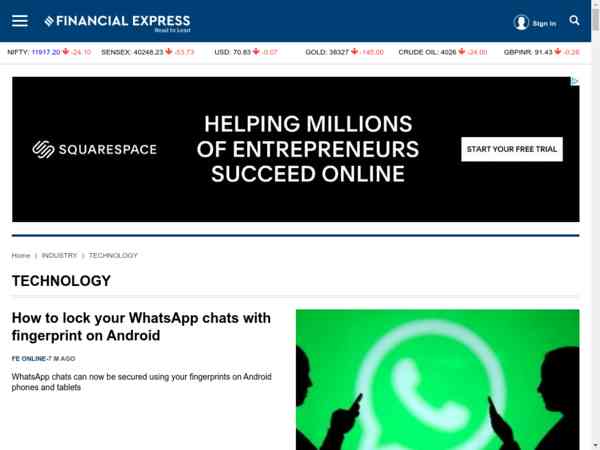 FINANCIAL EXPRESS
Read to Lead
Sign In
NIFTY: 11917.20 -24.10 SENSEX: 40248.23 -53.73 USD: 70.83 -0.07 GOLD: 38327 -145.00 CRUDE OIL: 4026 -24.00 GBPINR: 91.43 -0.26
HELPING MILLIONS
OF ENTREPRENEURS
SUCCEED ONLINE
SQUARESPACE
START YOUR FREE TRIAL
Home | INDUSTRY | TECHNOLOGY
TECHNOLOGY
How to lock your WhatsApp chats with
fingerprint on Android
FE ONLINE-7 M AGO
WhatsApp chats can now be secured using your fingerprints on Android
phones and tablets